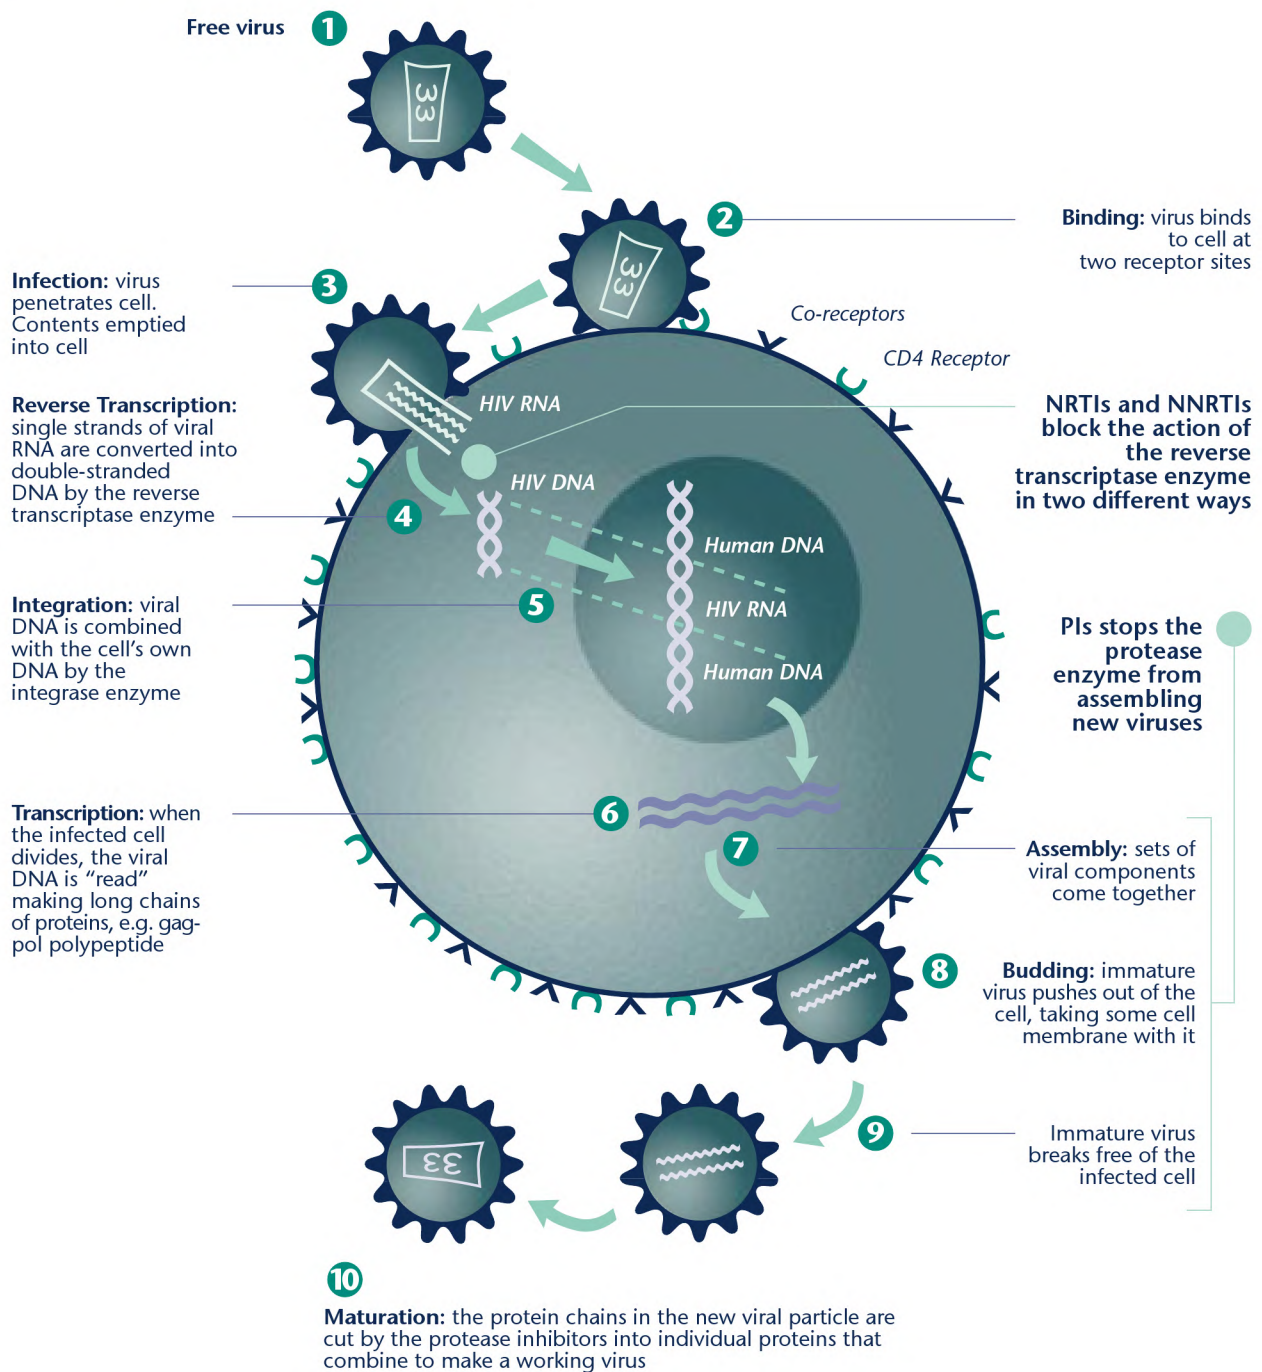 Free virus
1
2
Binding: virus binds
to cell at
two receptor sites
Infection: virus
penetrates cell.
Contents emptied
into cell
3
Co-receptors
CD4 Receptor
Reverse Transcription:
single strands of viral
RNA are converted into
double-stranded
DNA by the reverse
transcriptase enzyme
HIV RNA
NRTIs and NNRTIs
block the action of
the reverse
transcriptase enzyme
in two different ways
HIV DNA
4
Human DNA
HIV RNA
Human DNA
Integration: viral
DNA is combined
with the cell's own
DNA by the
integrase enzyme
5
PIs stops the
protease
enzyme from
assembling
new viruses
Transcription: when
the infected cell
divides, the viral
DNA is “read”
making long chains
of proteins, e.g. gag-
pol polypeptide
6
7
Assembly: sets of
viral components
come together
8
Budding: immature
virus pushes out of the
cell, taking some cell
membrane with it
9
Immature virus
breaks free of the
infected cell
10
Maturation: the protein chains in the new viral particle are
cut by the protease inhibitors into individual proteins that
combine to make a working virus